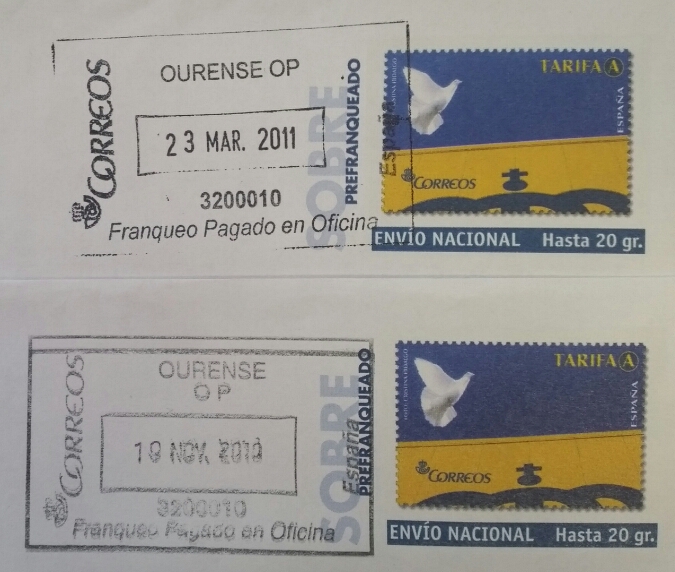 CORREOS
OURENSE OP
23 MAR. 2011
3200010
Franqueo Pagado en Oficina
España
SOBRE
PREFRANQUEADO
TARIFA A
ESPAÑA
CORREOS
ENVÍO NACIONAL Hasta 20 gr.
CORREOS
OURENSE
OP
NOV.
3200010
Franqueo Pagado en Oficina
España
SOBRE
PREFRANQUEADO
TARIFA A
ESPAÑA
CORREOS
ENVÍO NACIONAL Hasta 20 gr.